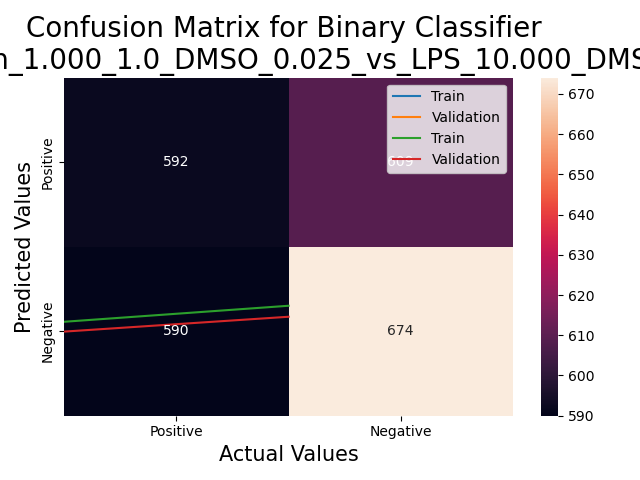 Confusion Matrix for Binary Classifier
_1.000_1.0_DMSO_0.025_vs_LPS_10.000_DMS
Train
Validation
Train
Validation
670
660
650
640
630
620
610
600
590
Positive
Negative
Predicted Values
592
590
674
Positive
Negative
Actual Values